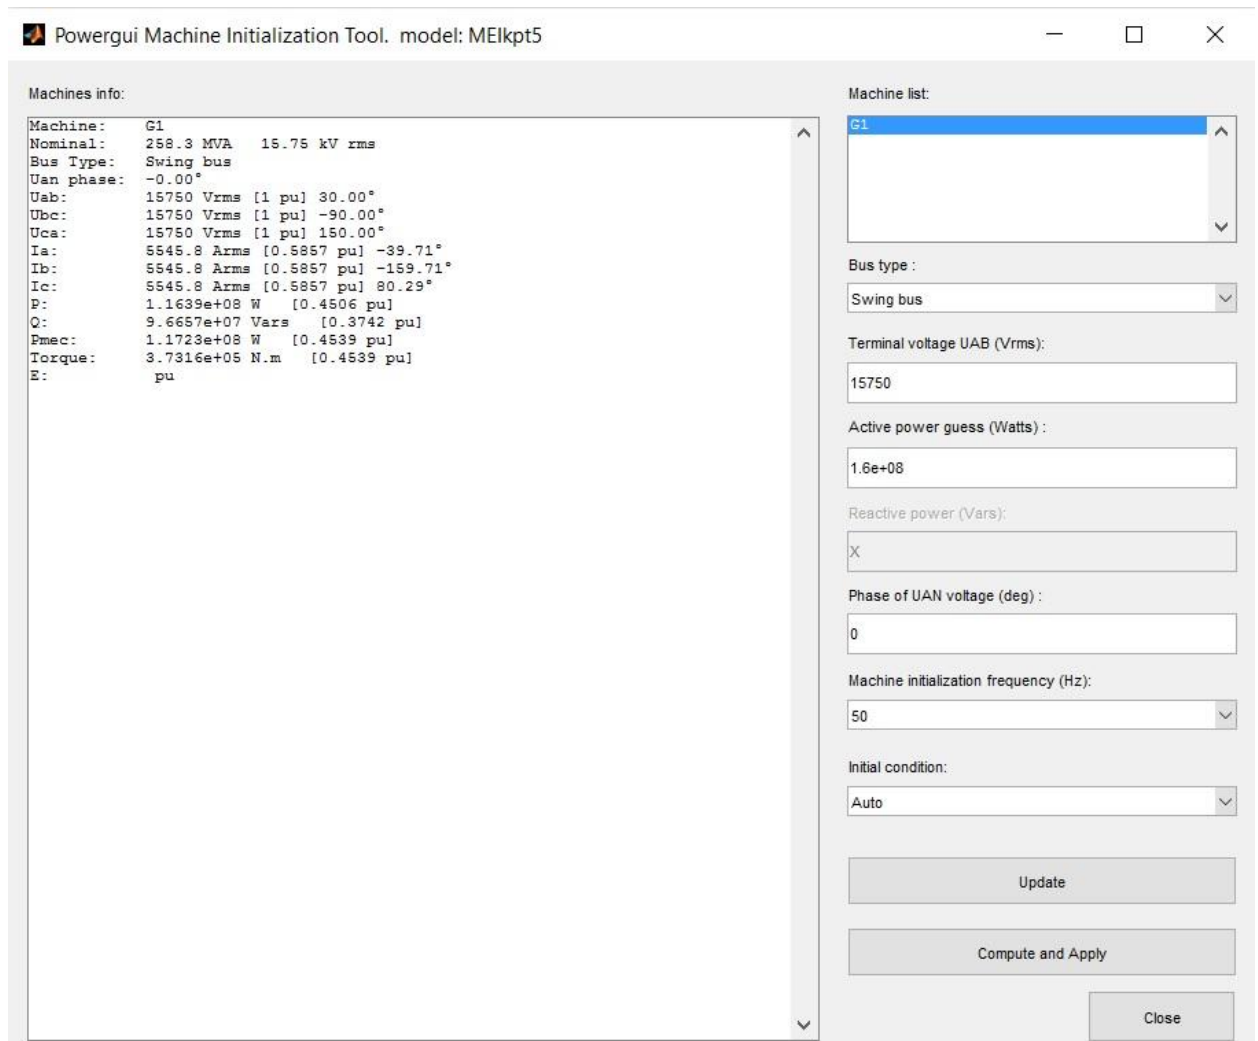 Powergui Machine Initialization Tool. model: MEIkpt5
Machines info:
Machine: G1
Nominal: 258.3 MVA 15.75 kV rms
Bus Type: Swing bus
Uan phase: -0.00°
Uab: 15750 Vrms [1 pu] 30.00°
Ubc: 15750 Vrms [1 pu] -90.00°
Uca: 15750 Vrms [1 pu] 150.00°
Ia: 5545.8 Arms [0.5857 pu] -39.71°
Ib: 5545.8 Arms [0.5857 pu] -159.71°
Ic: 5545.8 Arms [0.5857 pu] 80.29°
P: 1.1639e+08 W [0.4506 pu]
Q: 9.6657e+07 Vars [0.3742 pu]
Pmec: 1.1723e+08 W [0.4539 pu]
Torque: 3.7316e+05 N.m [0.4539 pu]
E: pu
Machine list:
G1
Bus type :
Swing bus
Terminal voltage UAB (Vrms):
15750
Active power guess (Watts) :
1.6e+08
Reactive power (Vars):
X
Phase of UAN voltage (deg) :
0
Machine initialization frequency (Hz):
50
Initial condition:
Auto
Update
Compute and Apply
Close